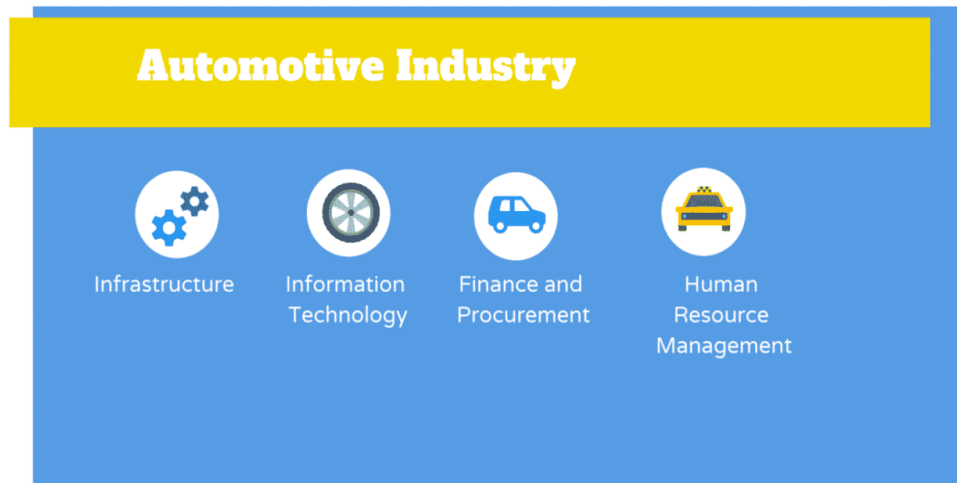 Automotive Industry
Infrastructure
Information
Technology
Finance and
Procurement
Human
Resource
Management